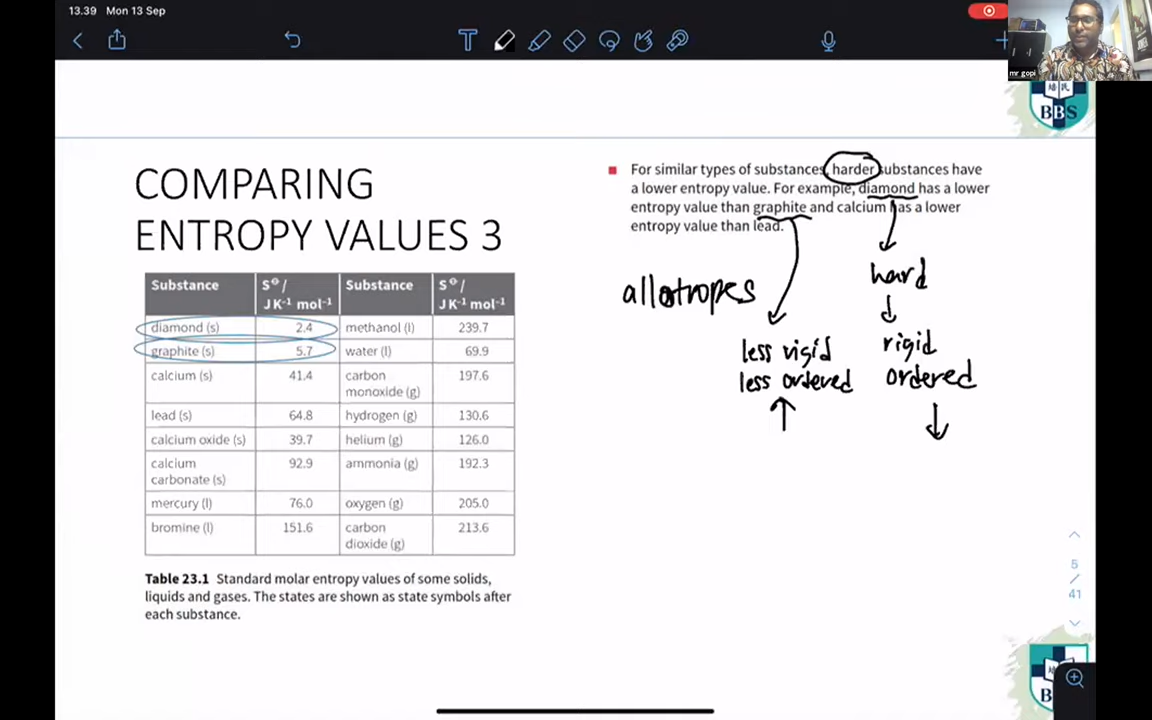 13.39 Mon 13 Sep
T
mr gopi
BBS
COMPARING
ENTROPY VALUES 3
For similar types of substances, harder substances have
a lower entropy value. For example, diamond has a lower
entropy value than graphite and calcium has a lower
entropy value than lead.
allotropes
hard
less rigid
less ordered
rigid
ordered
Substance S⦵ / JK⁻¹ mol⁻¹ Substance S⦵ / JK⁻¹ mol⁻¹
diamond (s) 2.4 methanol (l) 239.7
graphite (s) 5.7 water (l) 69.9
calcium (s) 41.4 carbon monoxide (g) 197.6
lead (s) 64.8 hydrogen (g) 130.6
calcium oxide (s) 39.7 helium (g) 126.0
calcium carbonate (s) 92.9 ammonia (g) 192.3
mercury (l) 76.0 oxygen (g) 205.0
bromine (l) 151.6 carbon dioxide (g) 213.6
Table 23.1 Standard molar entropy values of some solids,
liquids and gases. The states are shown as state symbols after
each substance.
5
/
41